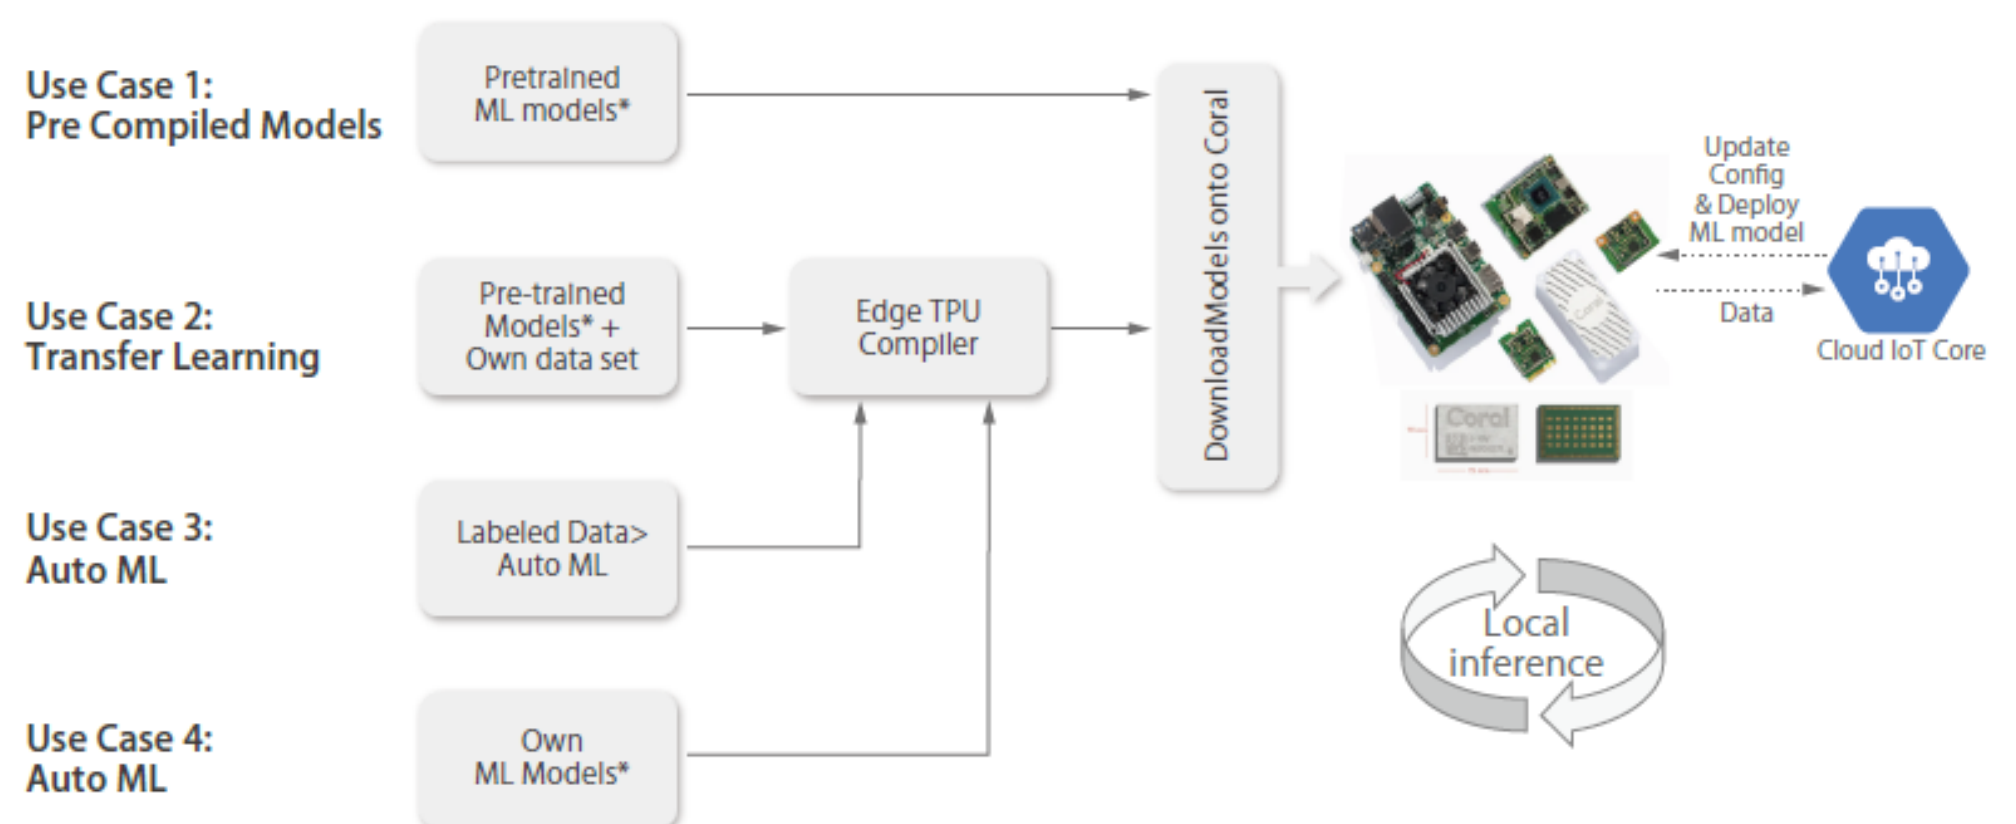 Use Case 1:
Pre Compiled Models
Pretrained
ML models*
Use Case 2:
Transfer Learning
Pre-trained
Models* +
Own data set
Edge TPU
Compiler
Use Case 3:
Auto ML
Labeled Data>
Auto ML
Use Case 4:
Auto ML
Own
ML Models*
DownloadModels onto Coral
Coral
Coral
Update
Config
& Deploy
ML model
Data
Cloud IoT Core
Local
inference